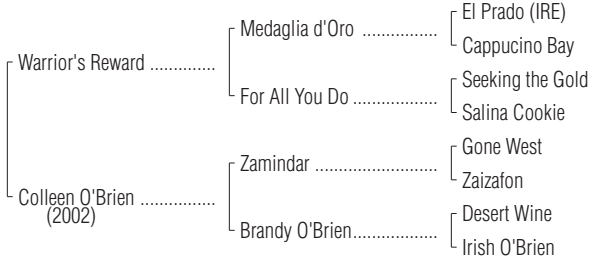 El Prado (IRE)
Medaglia d'Oro ................
Cappucino Bay
Warrior's Reward ..............
Seeking the Gold
For All You Do ..................
Salina Cookie
Gone West
Zamindar ..........................
Zaizafon
Colleen O'Brien ................
(2002)
Desert Wine
Brandy O'Brien..................
Irish O'Brien